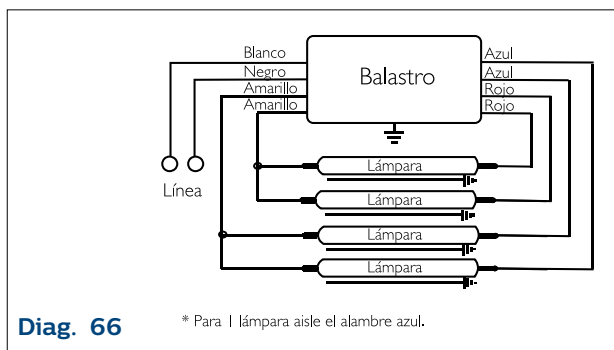 Blanco
Negro
Amarillo
Amarillo
Balastro
Azul
Azul
Rojo
Rojo
Línea
Lámpara
Lámpara
Lámpara
Lámpara
Diag. 66
* Para 1 lámpara aisle el alambre azul.